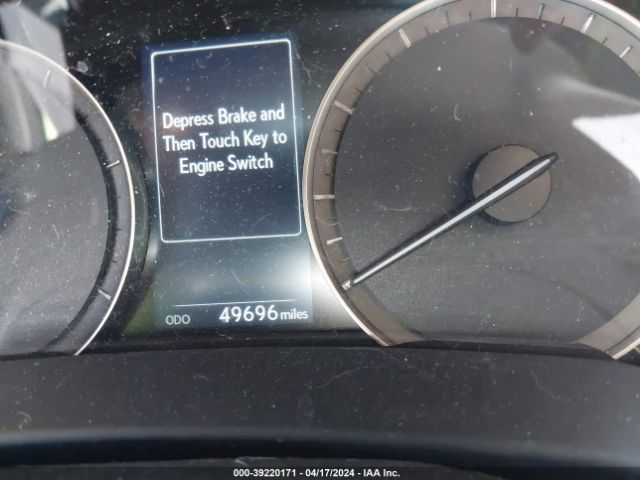 Depress Brake and
Then Touch Key to
Engine Switch
ODO 49696 miles
000-39220171 - 04/17/2024 - IAA Inc.